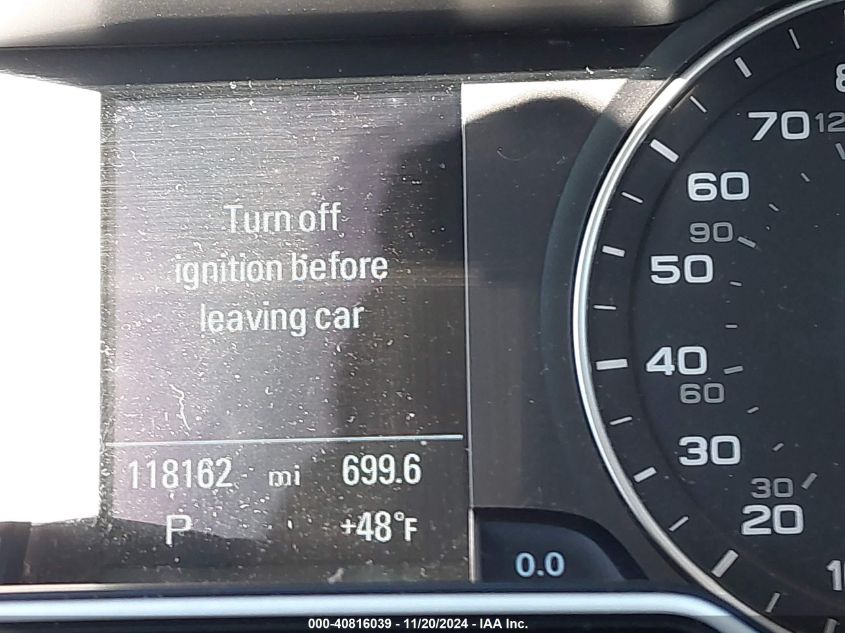 Turn off
ignition before
leaving car
118162 mi 699.6
P +48°F
0.0
70
60
90
50
40
60
30
30
20
000-40816039 - 11/20/2024 - IAA Inc.